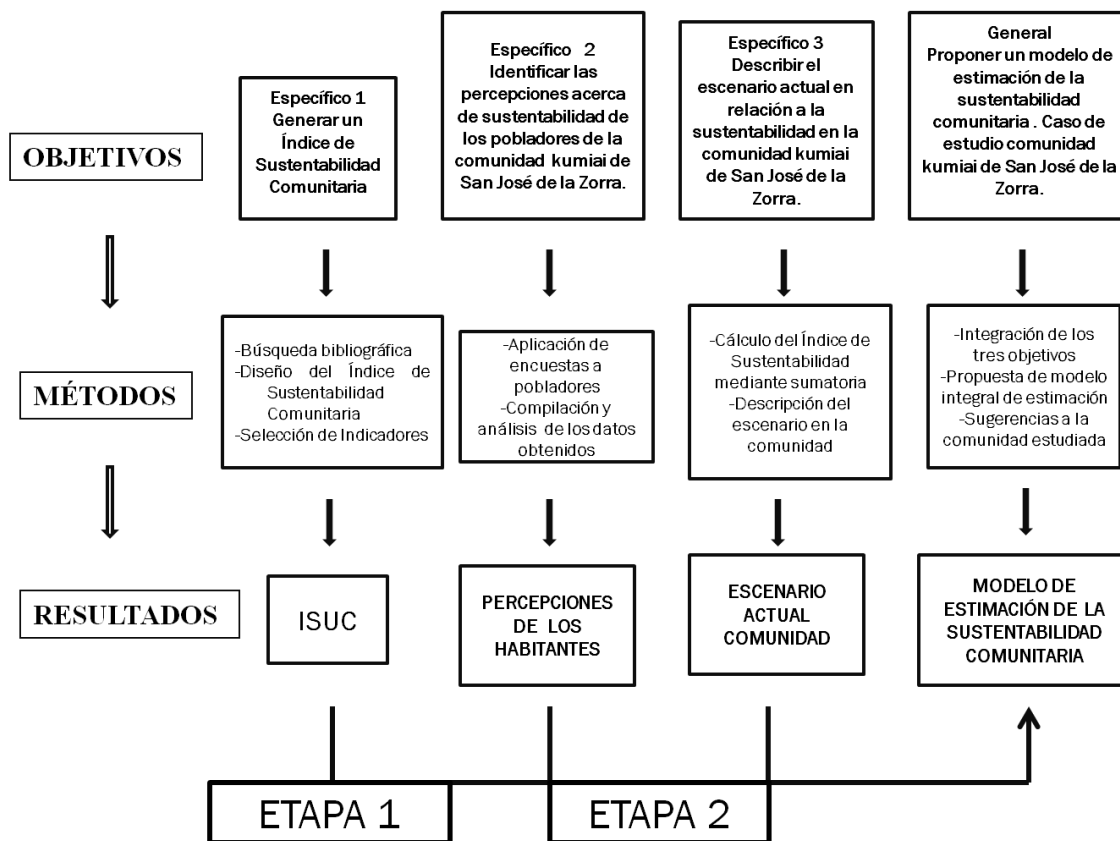 OBJETIVOS
Específico 1
Generar un
Índice de
Sustentabilidad
Comunitaria
Específico 2
Identificar las
percepciones acerca
de sustentabilidad de
los pobladores de la
comunidad kumiai de
San José de la Zorra.
Específico 3
Describir el
escenario actual en
relación a la
sustentabilidad en la
comunidad kumiai
de San José de la
Zorra.
General
Proponer un modelo de
estimación de la
sustentabilidad
comunitaria . Caso de
estudio comunidad
kumiai de San José de la
Zorra.
MÉTODOS
-Búsqueda bibliográfica
-Diseño del Índice de
Sustentabilidad
Comunitaria
-Selección de Indicadores
-Aplicación de
encuestas a
pobladores
-Compilación y
análisis de los datos
obtenidos
-Cálculo del Índice de
Sustentabilidad
mediante sumatoria
-Descripción del
escenario en la
comunidad
-Integración de los
tres objetivos
-Propuesta de modelo
integral de estimación
-Sugerencias a la
comunidad estudiada
RESULTADOS
ISUC
PERCEPCIONES
DE LOS
HABITANTES
ESCENARIO
ACTUAL
COMUNIDAD
MODELO DE
ESTIMACIÓN DE LA
SUSTENTABILIDAD
COMUNITARIA
ETAPA 1
ETAPA 2